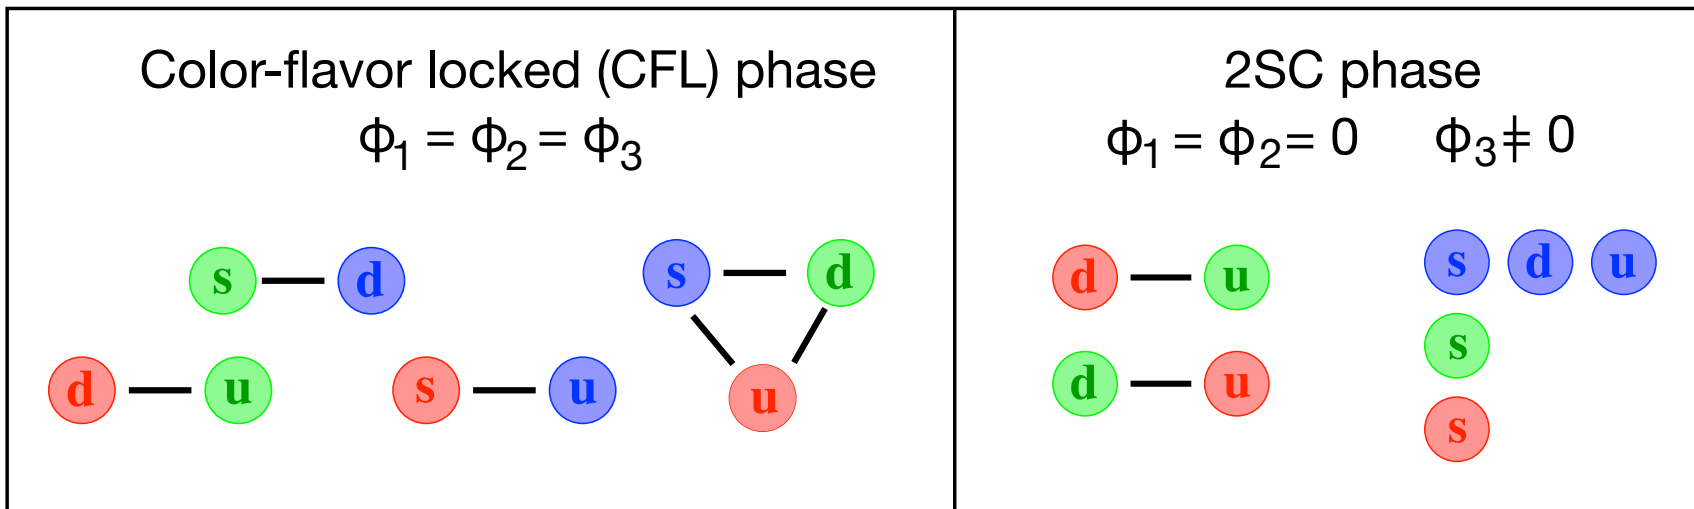 Color-flavor locked (CFL) phase
ϕ₁ = ϕ₂ = ϕ₃
s d
d u
s u
s d
u
2SC phase
ϕ₁ = ϕ₂ = 0 ϕ₃ ≠ 0
d u
d u
s d u
s
s